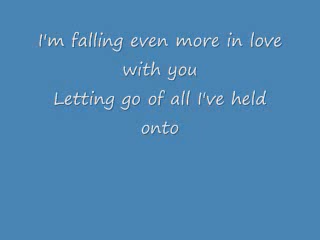 I'm falling even more in love
with you
Letting go of all I've held
onto